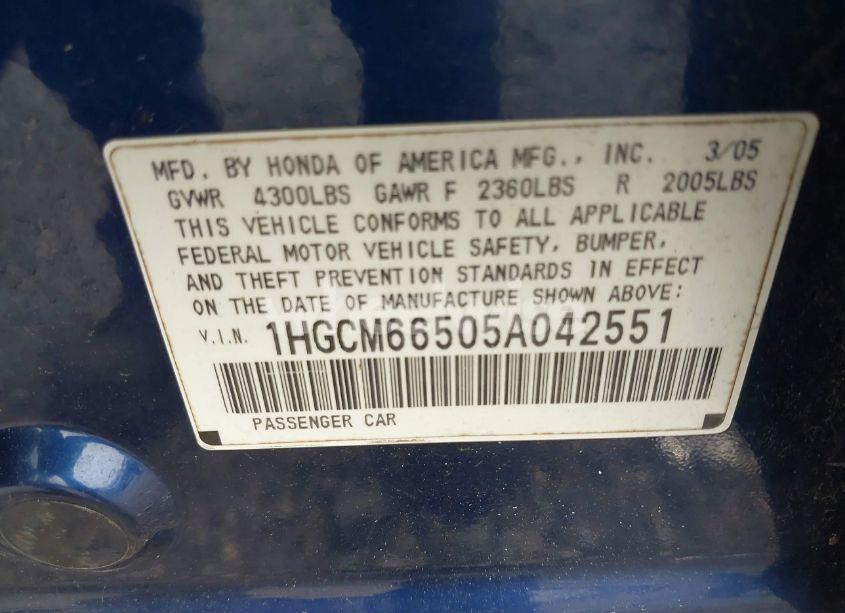 MFD. BY HONDA OF AMERICA MFG., INC. 3/05
GVWR 4300LBS GAWR F 2360LBS R 2005LBS
THIS VEHICLE CONFORMS TO ALL APPLICABLE
FEDERAL MOTOR VEHICLE SAFETY, BUMPER,
AND THEFT PREVENTION STANDARDS IN EFFECT
ON THE DATE OF MANUFACTURE SHOWN ABOVE:
V.I.N. 1HGCM66505A042551
PASSENGER CAR